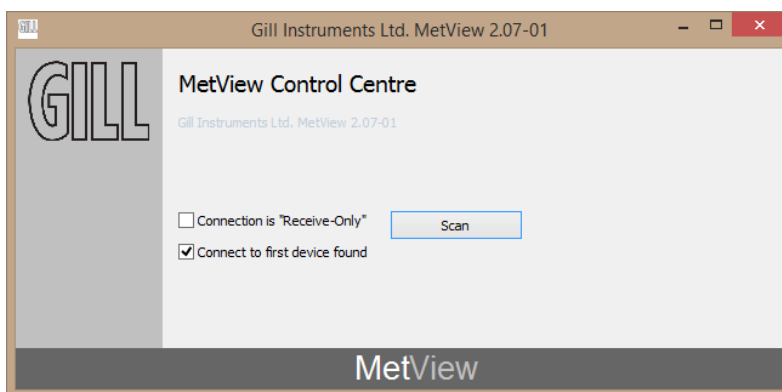 GILL
Gill Instruments Ltd. MetView 2.07-01
GILL
MetView Control Centre
Gill Instruments Ltd. MetView 2.07-01
Connection is "Receive-Only"
Scan
Connect to first device found
MetView